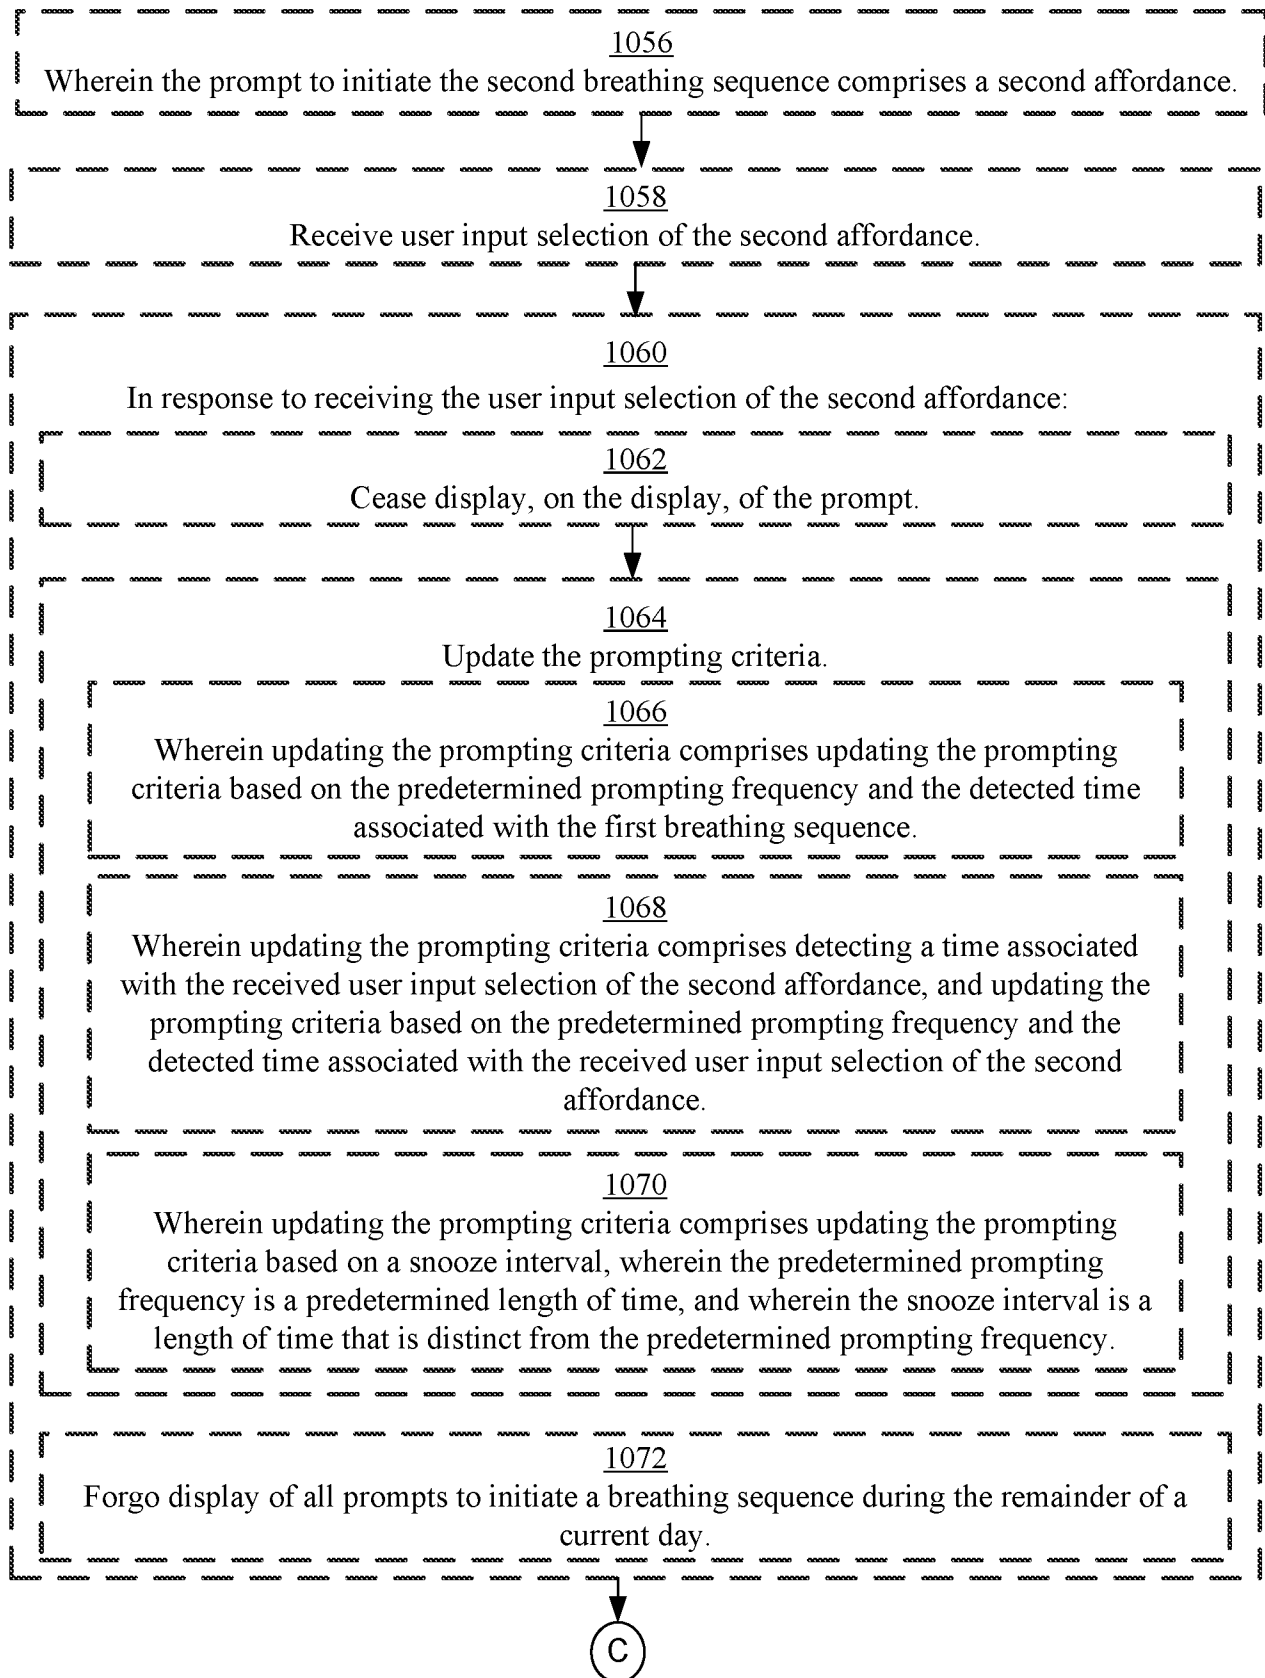 1056
Wherein the prompt to initiate the second breathing sequence comprises a second affordance.
1058
Receive user input selection of the second affordance.
1060
In response to receiving the user input selection of the second affordance:
1062
Cease display, on the display, of the prompt.
1064
Update the prompting criteria.
1066
Wherein updating the prompting criteria comprises updating the prompting
criteria based on the predetermined prompting frequency and the detected time
associated with the first breathing sequence.
1068
Wherein updating the prompting criteria comprises detecting a time associated
with the received user input selection of the second affordance, and updating the
prompting criteria based on the predetermined prompting frequency and the
detected time associated with the received user input selection of the second
affordance.
1070
Wherein updating the prompting criteria comprises updating the prompting
criteria based on a snooze interval, wherein the predetermined prompting
frequency is a predetermined length of time, and wherein the snooze interval is a
length of time that is distinct from the predetermined prompting frequency.
1072
Forgo display of all prompts to initiate a breathing sequence during the remainder of a
current day.
C